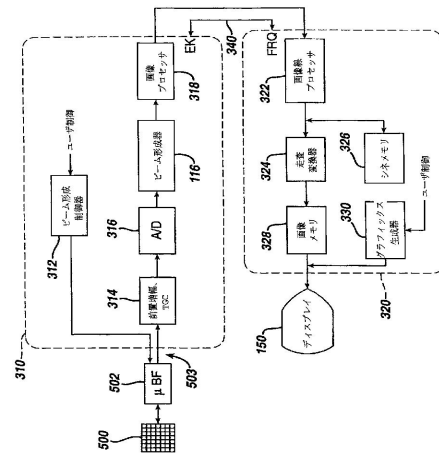 310
ユーザ制御
ビーム形成
制御器
312
500
502
μBF
503
前置増幅、
TGC
314
A/D
316
ビーム形成器
116
画像
プロセッサ
318
EK
340
FRQ
画像線
プロセッサ
322
走査
変換器
324
シネメモリ
326
画像
メモリ
328
グラフィックス
生成器
330
ユーザ制御
320
ディスプレイ
150